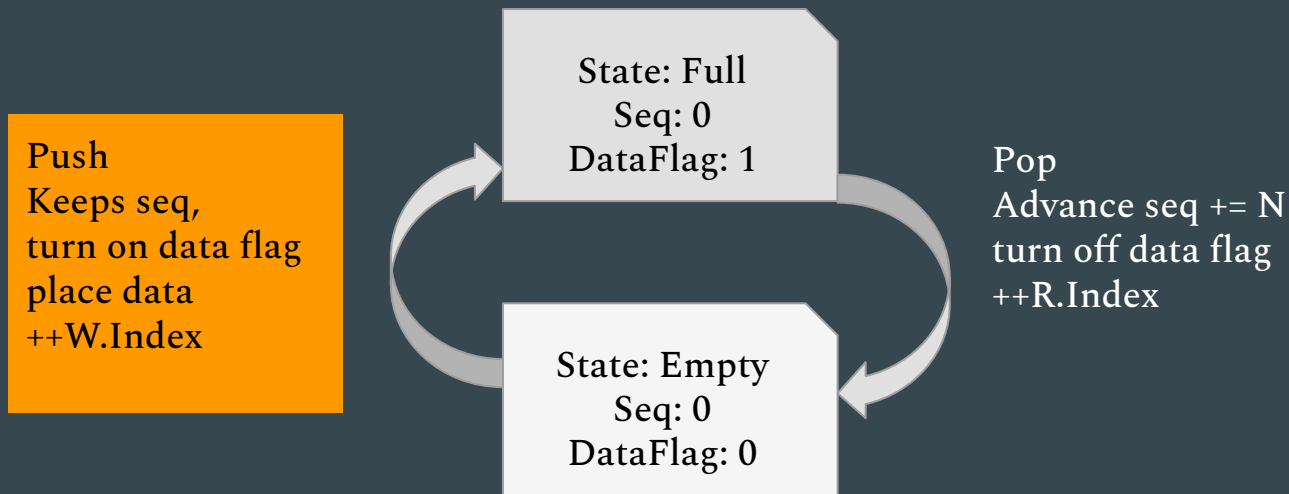 Push
Keeps seq,
turn on data flag
place data
++W.Index
State: Full
Seq: 0
DataFlag: 1
Pop
Advance seq += N
turn off data flag
++R.Index
State: Empty
Seq: 0
DataFlag: 0